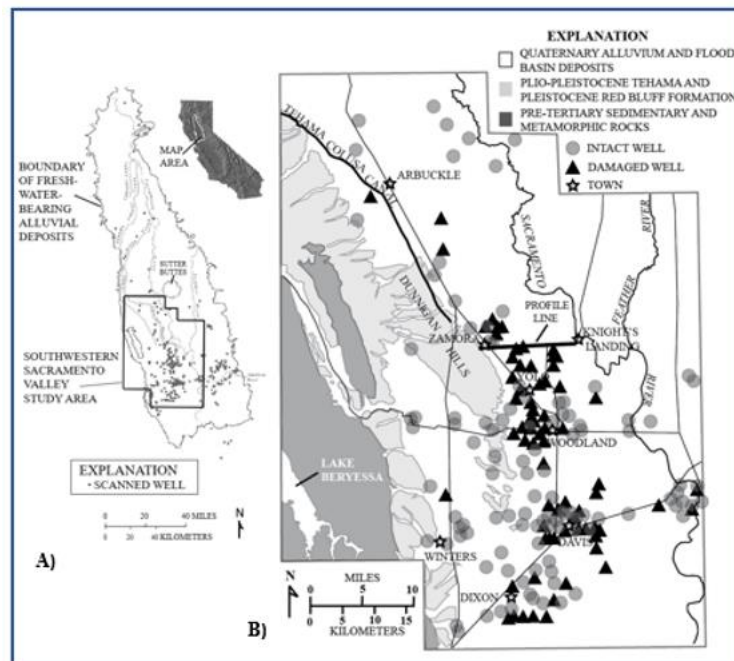 BOUNDARY
OF FRESH-
WATER-
BEARING
ALLUVIAL
DEPOSITS
MAP
AREA
SUTTER
BUTTES
SOUTHWESTERN
SACRAMENTO
VALLEY
STUDY AREA
EXPLANATION
• SCANNED WELL
0 20 40 MILES
0 20 40 KILOMETERS
N
A)
EXPLANATION
QUATERNARY ALLUVIUM AND FLOOD
BASIN DEPOSITS
PLIO-PLEISTOCENE TEHAMA AND
PLEISTOCENE RED BLUFF FORMATION
PRE-TERTIARY SEDIMENTARY AND
METAMORPHIC ROCKS
INTACT WELL
DAMAGED WELL
TOWN
TEHAMA COLUSA CANAL
ARBUCKLE
SACRAMENTO
RIVER
FEATHER
RIVER
DUNNIGAN HILLS
PROFILE
LINE
ZAMORA
KNIGHT'S
LANDING
YOLO
WOODLAND
LAKE
BERYESSA
WINTERS
DAVIS
DIXON
N
MILES
0 5 10
0 5 10 15
KILOMETERS
B)